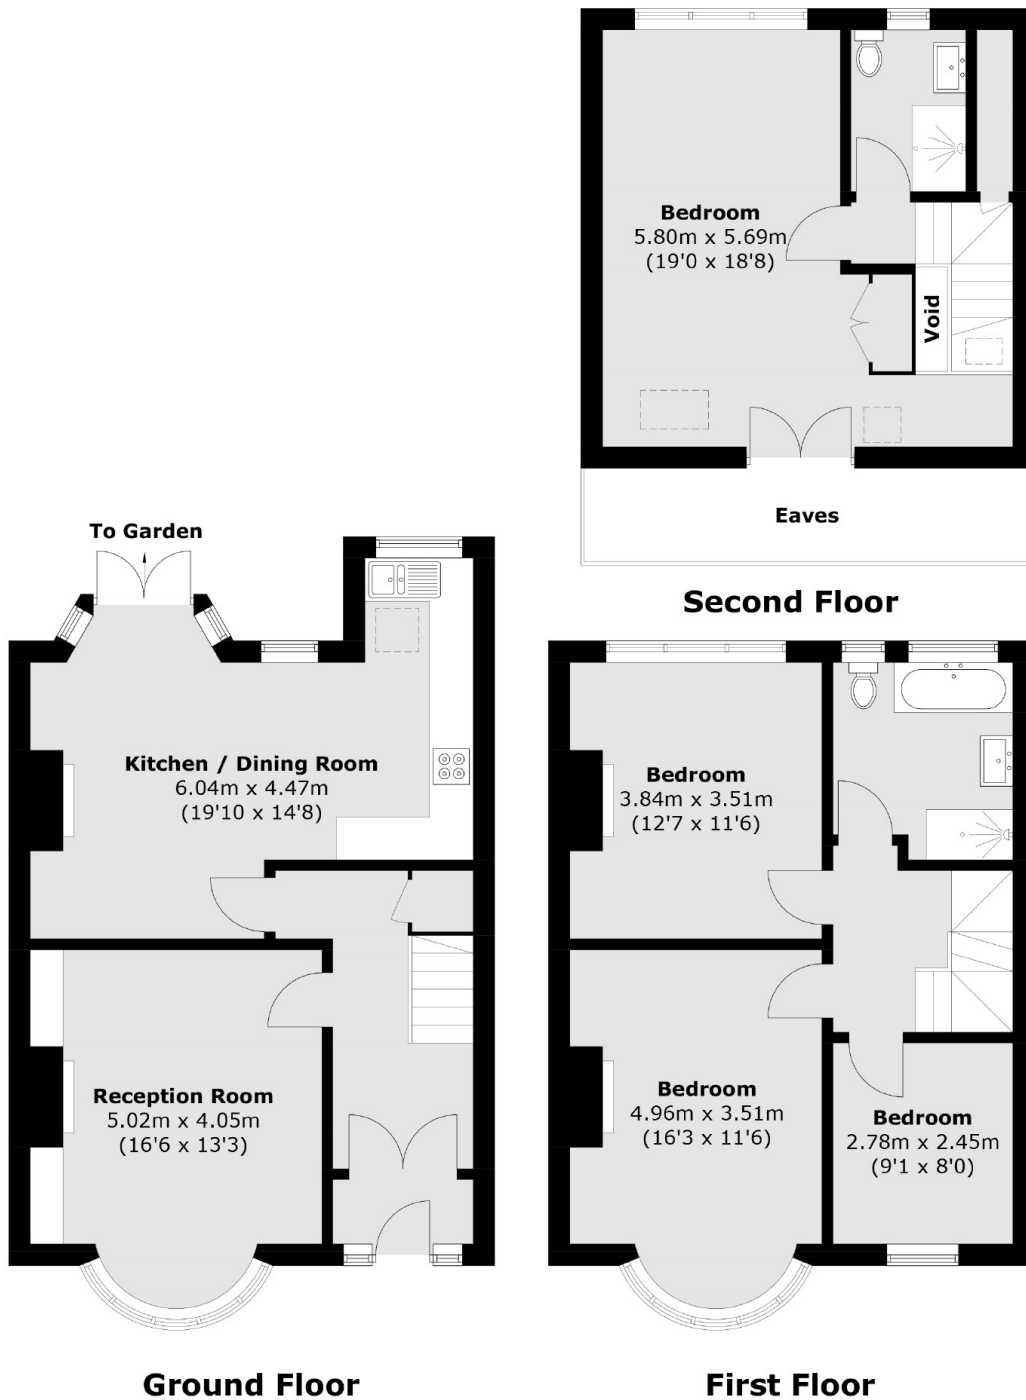 Bedroom
5.80m x 5.69m
(19'0 x 18'8)
Void
Eaves
Second Floor
To Garden
Kitchen / Dining Room
6.04m x 4.47m
(19'10 x 14'8)
Reception Room
5.02m x 4.05m
(16'6 x 13'3)
Ground Floor
Bedroom
3.84m x 3.51m
(12'7 x 11'6)
Bedroom
4.96m x 3.51m
(16'3 x 11'6)
Bedroom
2.78m x 2.45m
(9'1 x 8'0)
First Floor